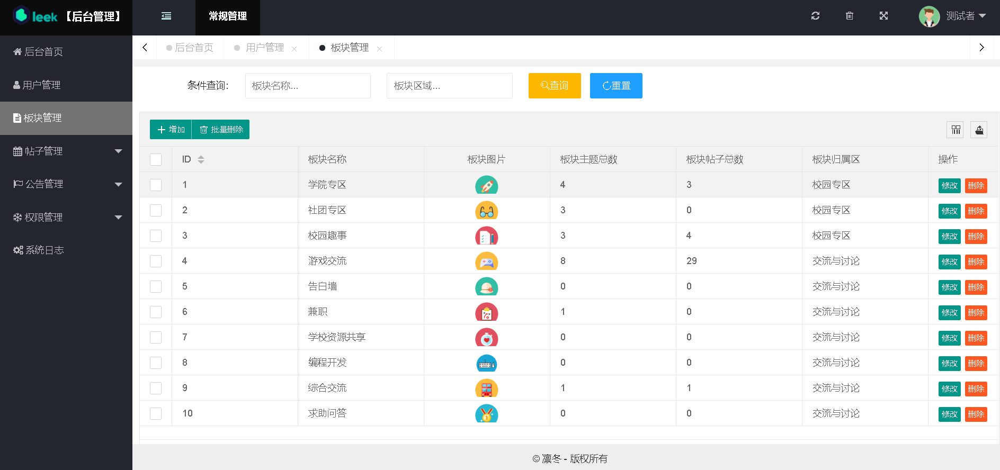 leek 【后台管理】
常规管理
测试者
后台首页
用户管理
板块管理
帖子管理
公告管理
权限管理
系统日志
后台首页 用户管理 板块管理
条件查询: 板块名称... 板块区域... 查询 重置
增加 批量删除
ID 板块名称 板块图片 板块主题总数 板块帖子总数 板块归属区 操作
1 学院专区 4 3 校园专区 修改 删除
2 社团专区 3 0 校园专区 修改 删除
3 校园趣事 3 4 校园专区 修改 删除
4 游戏交流 8 29 交流与讨论 修改 删除
5 告白墙 0 0 交流与讨论 修改 删除
6 兼职 1 0 交流与讨论 修改 删除
7 学校资源共享 0 0 交流与讨论 修改 删除
8 编程开发 0 0 交流与讨论 修改 删除
9 综合交流 1 1 交流与讨论 修改 删除
10 求助问答 0 0 交流与讨论 修改 删除
© 凛冬 - 版权所有